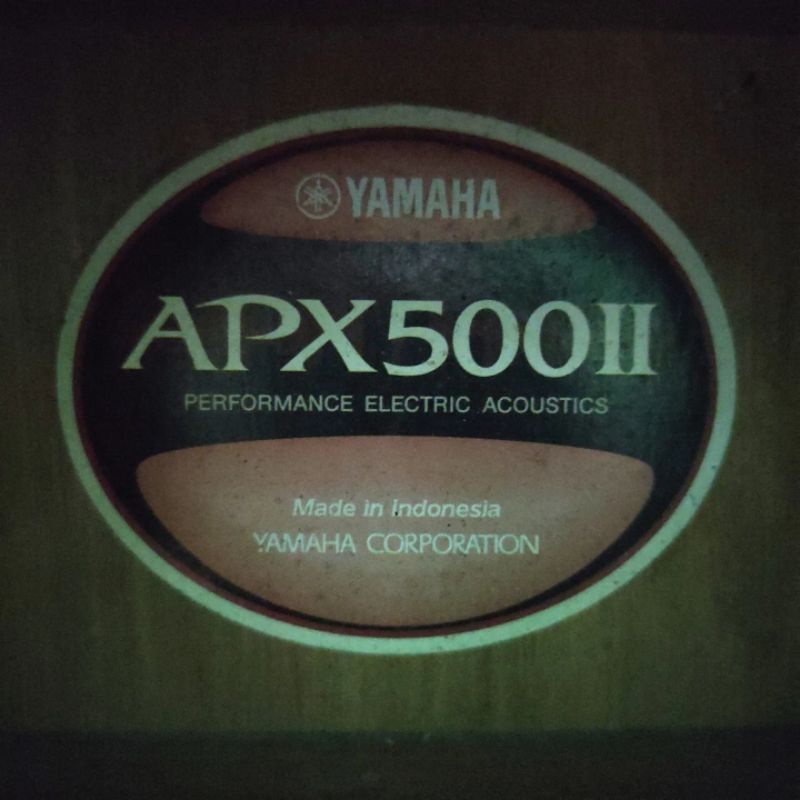 YAMAHA
APX500II
PERFORMANCE ELECTRIC ACOUSTICS
Made in Indonesia
YAMAHA CORPORATION